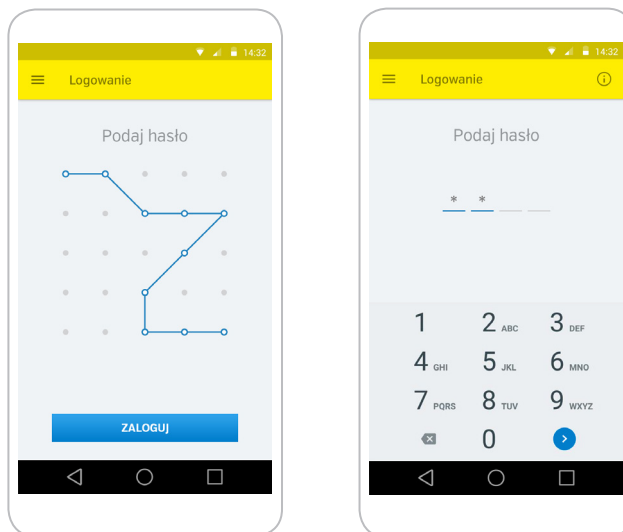 14:32
Logowanie
Podaj hasło
ZALOGUJ
14:32
Logowanie
Podaj hasło
* *
1 2 ABC 3 DEF
4 GHI 5 JKL 6 MNO
7 PQRS 8 TUV 9 WXYZ
0